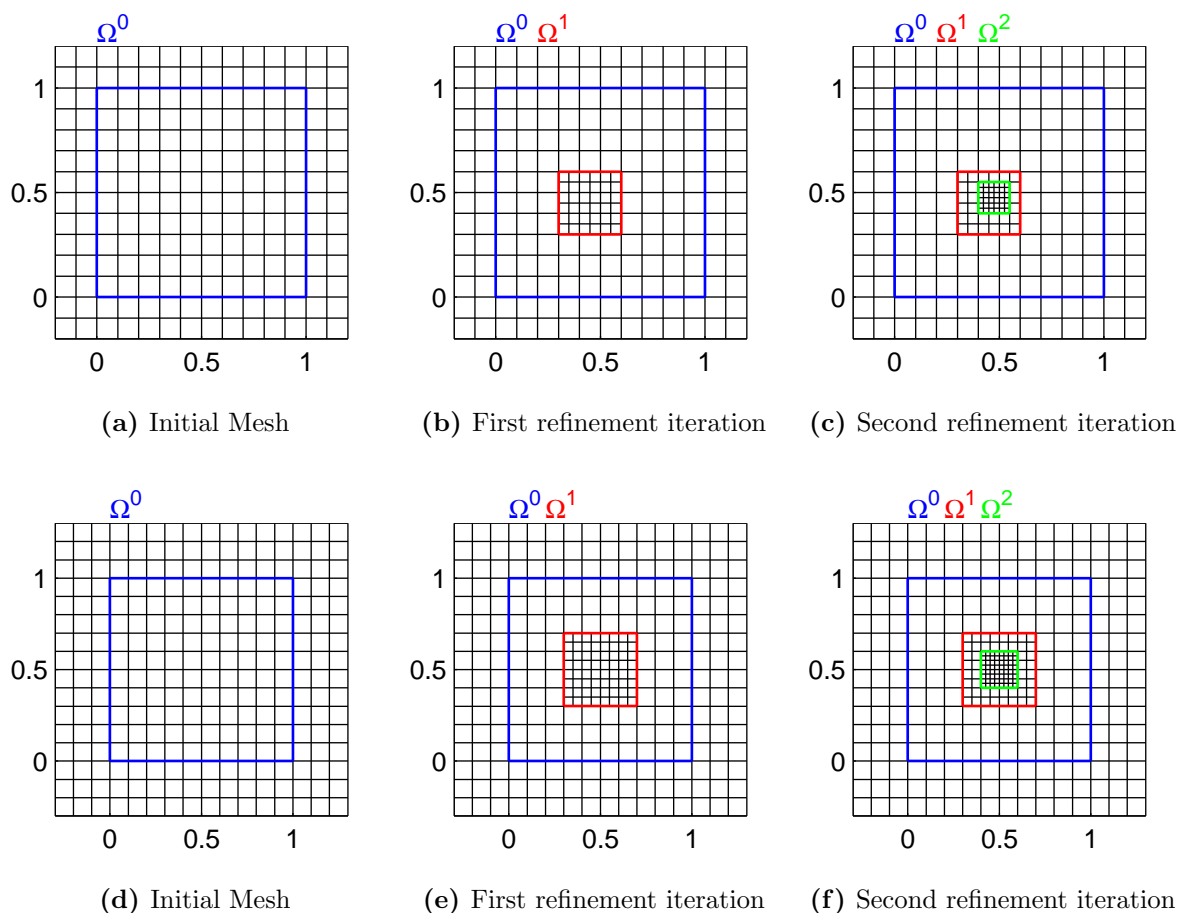 Ω⁰ Ω⁰ Ω¹ Ω⁰ Ω¹ Ω²
1 1 1
0.5 0.5 0.5
0 0 0
0 0.5 1 0 0.5 1 0 0.5 1
(a) Initial Mesh (b) First refinement iteration (c) Second refinement iteration
Ω⁰ Ω⁰ Ω¹ Ω⁰ Ω¹ Ω²
1 1 1
0.5 0.5 0.5
0 0 0
0 0.5 1 0 0.5 1 0 0.5 1
(d) Initial Mesh (e) First refinement iteration (f) Second refinement iteration